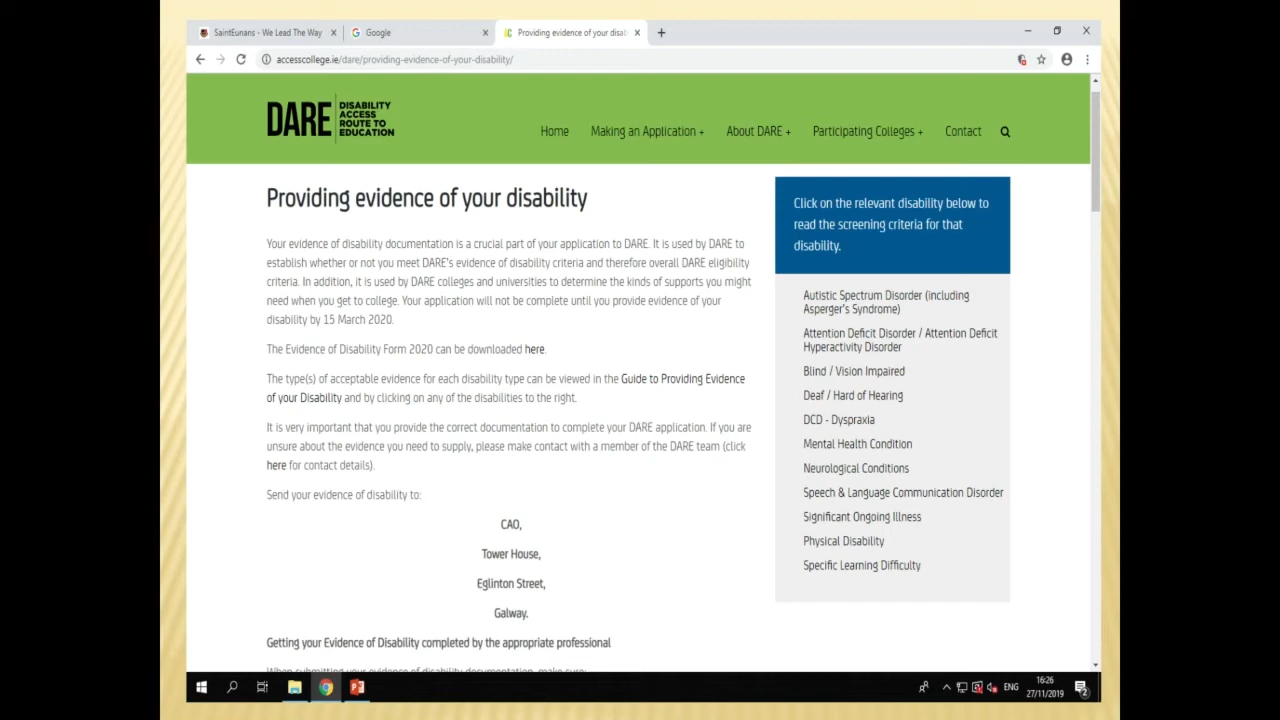 SaintEunans - We Lead The Way
Google
Providing evidence of your disab
accesscollege.ie/dare/providing-evidence-of-your-disability/
DARE DISABILITY
ACCESS
ROUTE TO
EDUCATION
Home Making an Application + About DARE + Participating Colleges + Contact
Providing evidence of your disability
Your evidence of disability documentation is a crucial part of your application to DARE. It is used by DARE to
establish whether or not you meet DARE's evidence of disability criteria and therefore overall DARE eligibility
criteria. In addition, it is used by DARE colleges and universities to determine the kinds of supports you might
need when you get to college. Your application will not be complete until you provide evidence of your
disability by 15 March 2020.
The Evidence of Disability Form 2020 can be downloaded here.
The type(s) of acceptable evidence for each disability type can be viewed in the Guide to Providing Evidence
of your Disability and by clicking on any of the disabilities to the right.
It is very important that you provide the correct documentation to complete your DARE application. If you are
unsure about the evidence you need to supply, please make contact with a member of the DARE team (click
here for contact details).
Send your evidence of disability to:
CAO,
Tower House,
Eglinton Street,
Galway.
Getting your Evidence of Disability completed by the appropriate professional
When submitting your evidence of disability documentation, make sure:
Click on the relevant disability below to
read the screening criteria for that
disability.
Autistic Spectrum Disorder (including
Asperger's Syndrome)
Attention Deficit Disorder / Attention Deficit
Hyperactivity Disorder
Blind / Vision Impaired
Deaf / Hard of Hearing
DCD - Dyspraxia
Mental Health Condition
Neurological Conditions
Speech & Language Communication Disorder
Significant Ongoing Illness
Physical Disability
Specific Learning Difficulty
ENG
16:26
27/11/2019
2